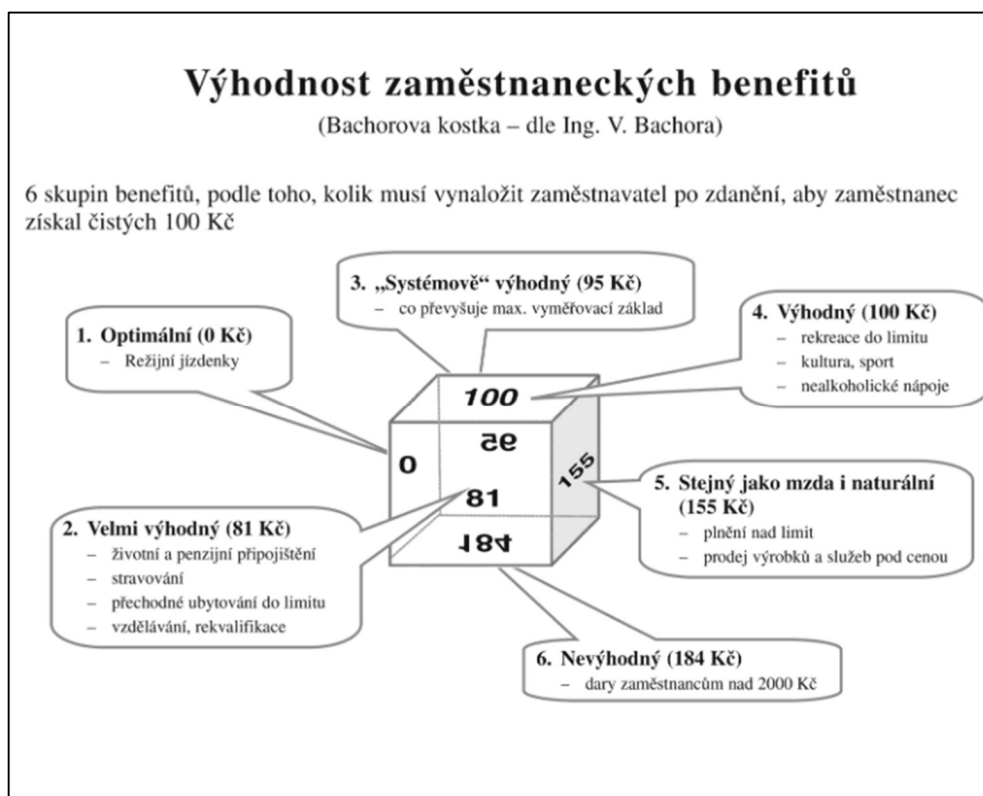 Výhodnost zaměstnaneckých benefitů
(Bachorova kostka – dle Ing. V. Bachora)
6 skupin benefitů, podle toho, kolik musí vynaložit zaměstnavatel po zdanění, aby zaměstnanec
získal čistých 100 Kč
3. „Systémově“ výhodný (95 Kč)
– co převyšuje max. vyměřovací základ
1. Optimální (0 Kč)
– Režijní jízdenky
4. Výhodný (100 Kč)
– rekreace do limitu
– kultura, sport
– nealkoholické nápoje
100
95
0
155
81
184
2. Velmi výhodný (81 Kč)
– životní a penzijní připojištění
– stravování
– přechodné ubytování do limitu
– vzdělávání, rekvalifikace
5. Stejný jako mzda i naturální
(155 Kč)
– plnění nad limit
– prodej výrobků a služeb pod cenou
6. Nevýhodný (184 Kč)
– dary zaměstnancům nad 2000 Kč